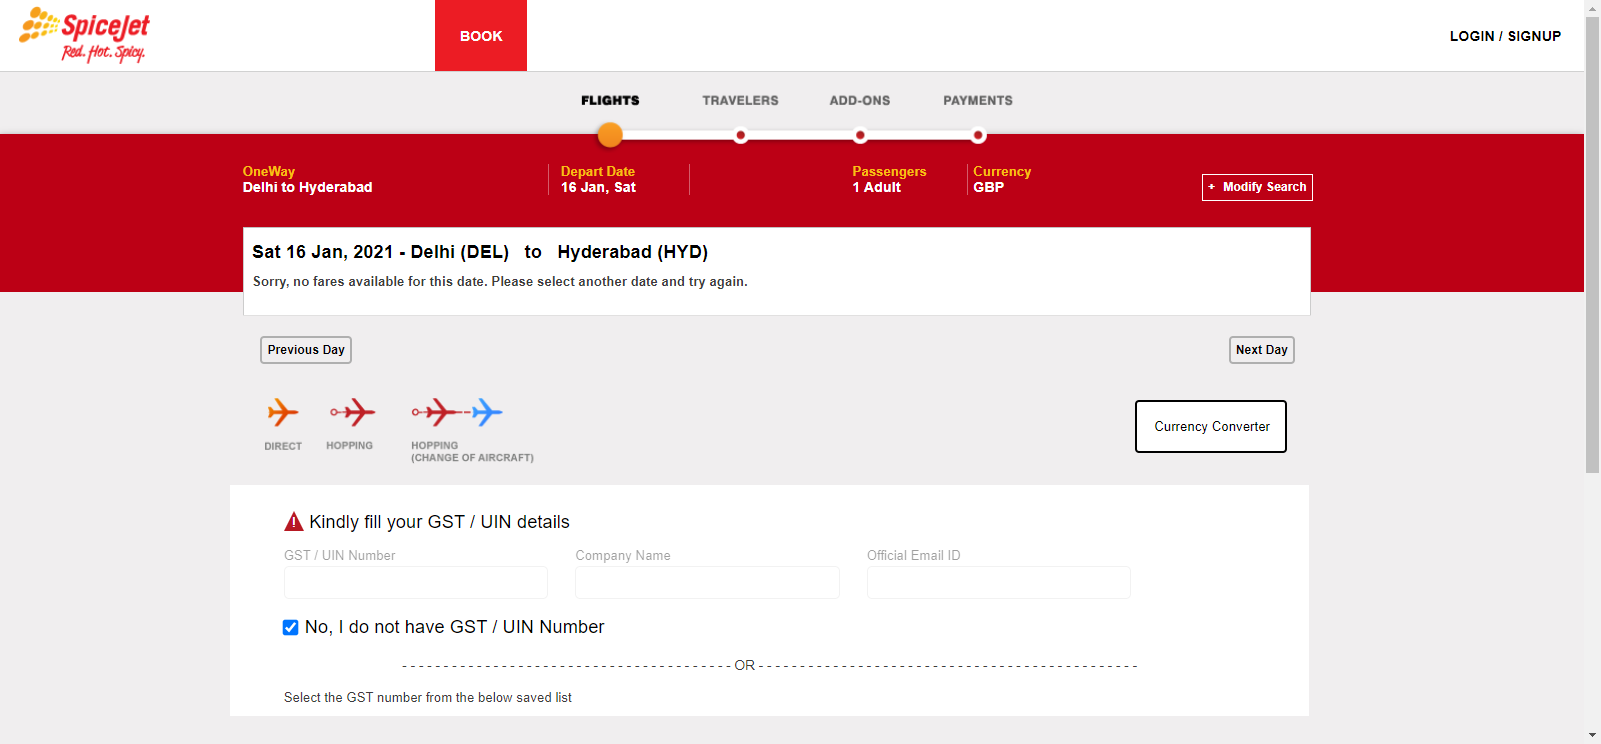 SpiceJet
Red. Hot. Spicy.
BOOK
LOGIN / SIGNUP
FLIGHTS TRAVELERS ADD-ONS PAYMENTS
OneWay Depart Date Passengers Currency
Delhi to Hyderabad 16 Jan, Sat 1 Adult GBP
+ Modify Search
Sat 16 Jan, 2021 - Delhi (DEL) to Hyderabad (HYD)
Sorry, no fares available for this date. Please select another date and try again.
Previous Day Next Day
Currency Converter
DIRECT HOPPING HOPPING
(CHANGE OF AIRCRAFT)
Kindly fill your GST / UIN details
GST / UIN Number Company Name Official Email ID
No, I do not have GST / UIN Number
- - - - - - - - - - - - - - - - - - - - - - - - - - - - - - - - - - - - - - - - OR - - - - - - - - - - - - - - - - - - - - - - - - - - - - - - - - - - - - - - - - - - - - - -
Select the GST number from the below saved list